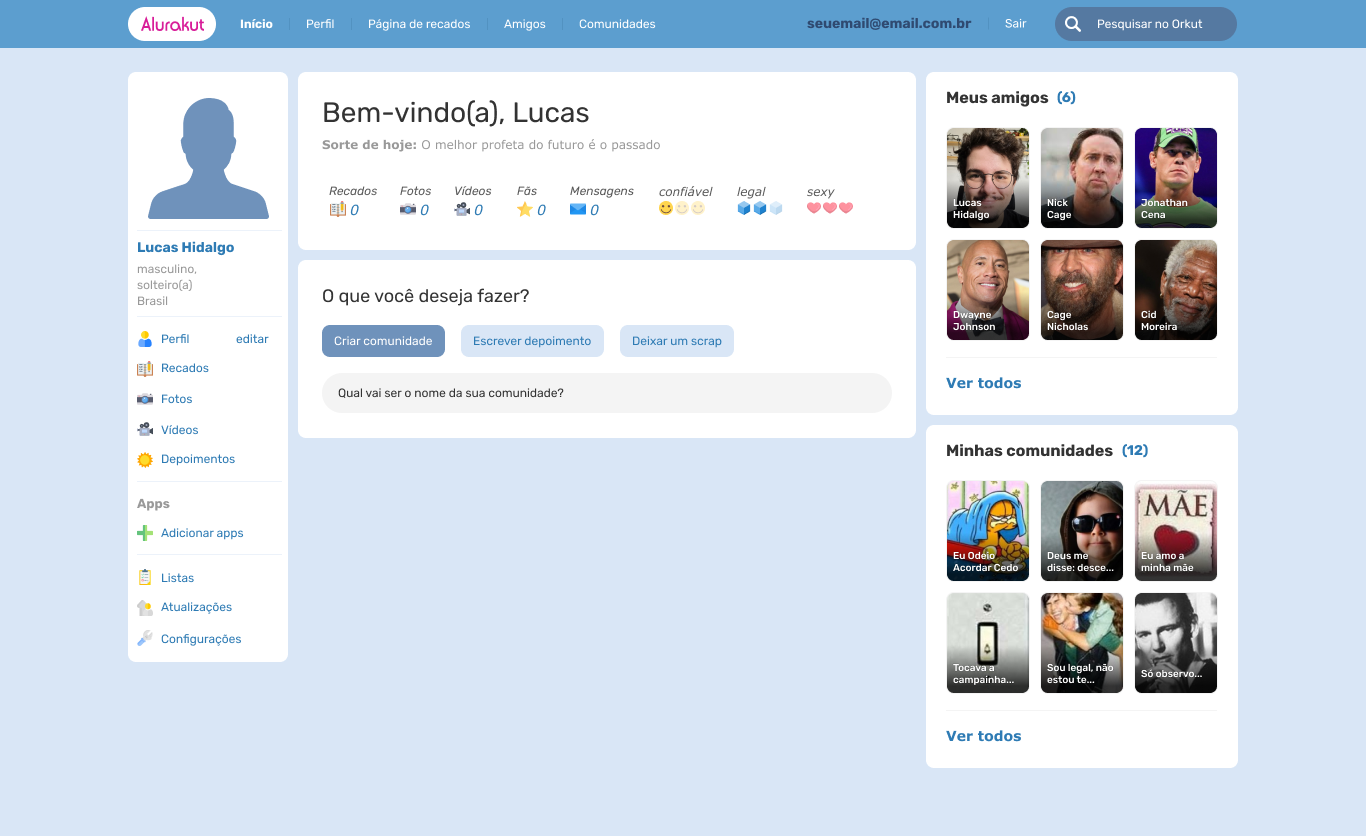 Alurakut
Início
Perfil
Página de recados
Amigos
Comunidades
seuemail@email.com.br
Sair
Pesquisar no Orkut
Lucas Hidalgo
masculino,
solteiro(a)
Brasil
Perfil
editar
Recados
Fotos
Vídeos
Depoimentos
Apps
Adicionar apps
Listas
Atualizações
Configurações
Bem-vindo(a), Lucas
Sorte de hoje: O melhor profeta do futuro é o passado
Recados
Fotos
Vídeos
Fãs
Mensagens
confiável
legal
sexy
0
0
0
0
0
O que você deseja fazer?
Criar comunidade
Escrever depoimento
Deixar um scrap
Qual vai ser o nome da sua comunidade?
Meus amigos (6)
Lucas
Hidalgo
Nick
Cage
Jonathan
Cena
Dwayne
Johnson
Cage
Nicholas
Cid
Moreira
Ver todos
Minhas comunidades (12)
Eu Odeio
Acordar Cedo
Deus me
disse: desce...
MÃE
Eu amo a
minha mãe
Tocava a
campainha...
Sou legal, não
estou te...
Só observo...
Ver todos